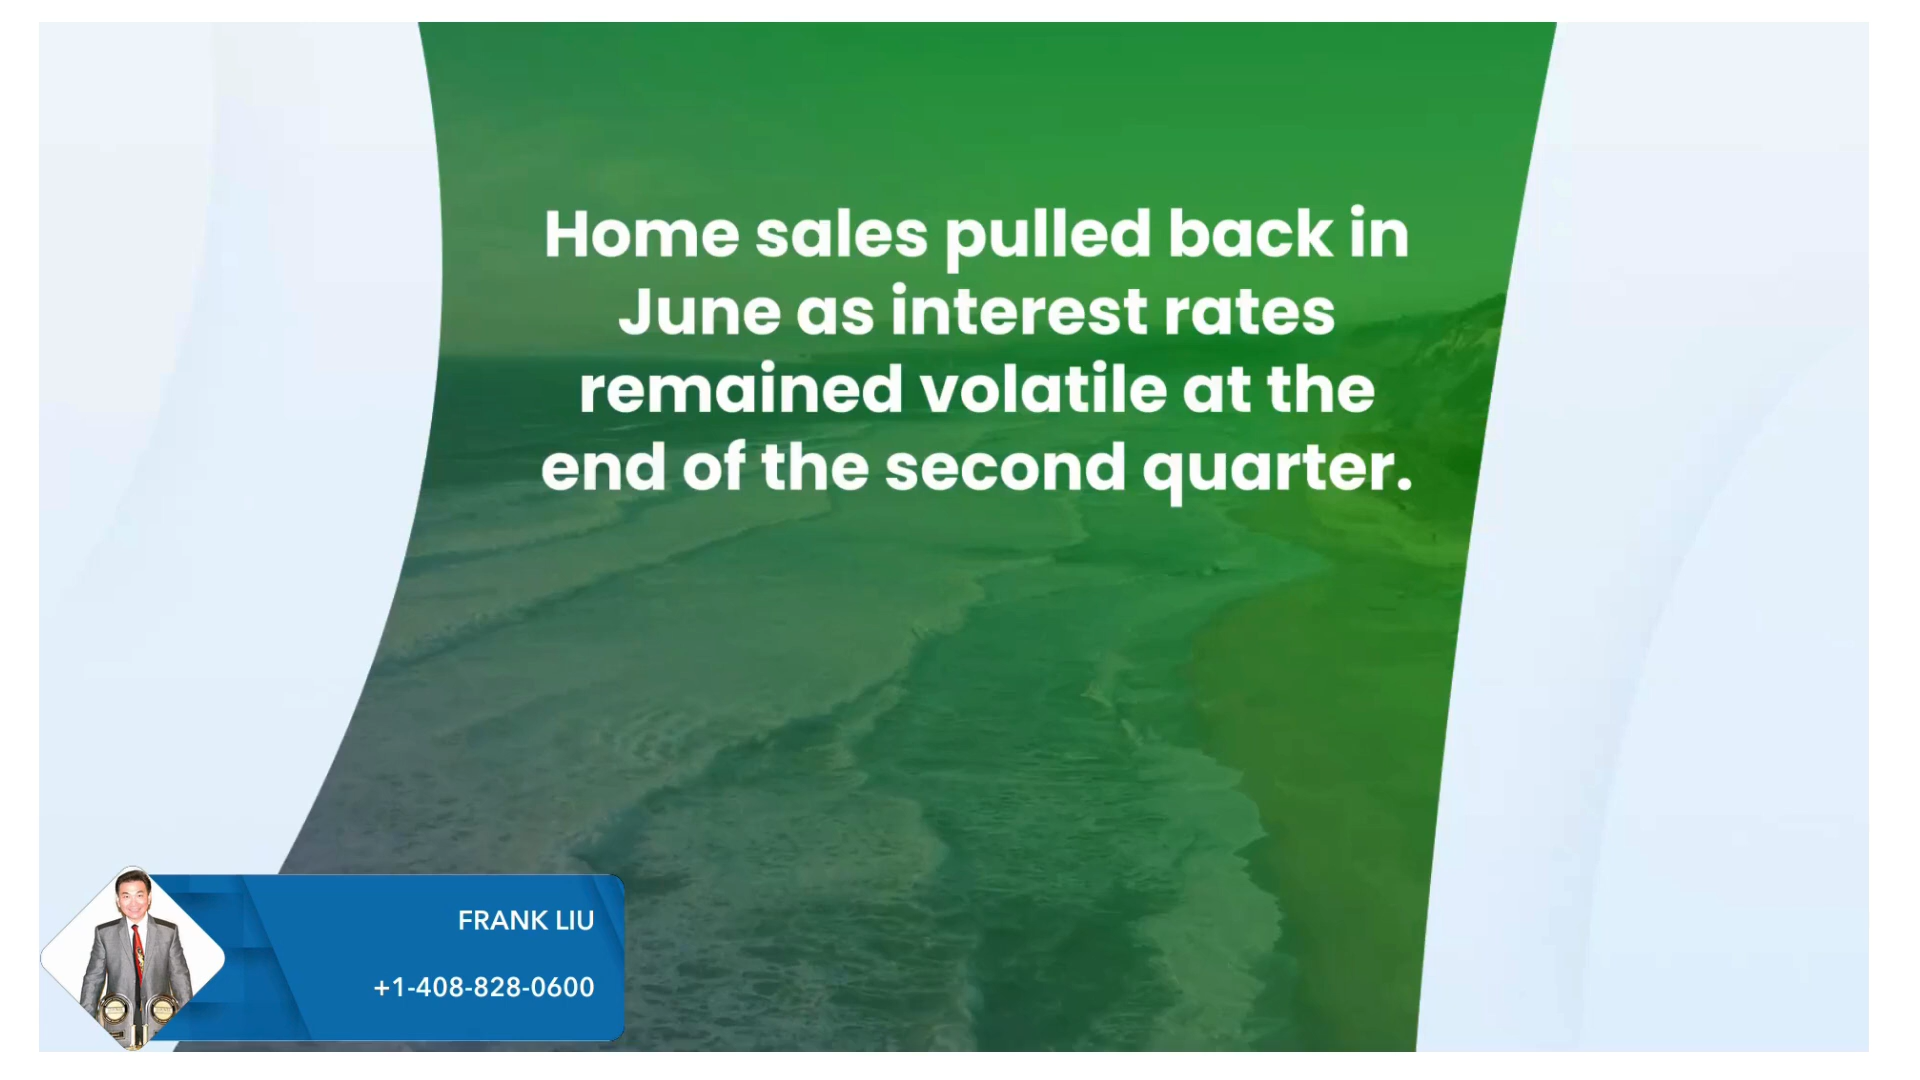 Home sales pulled back in
June as interest rates
remained volatile at the
end of the second quarter.
FRANK LIU
+1-408-828-0600